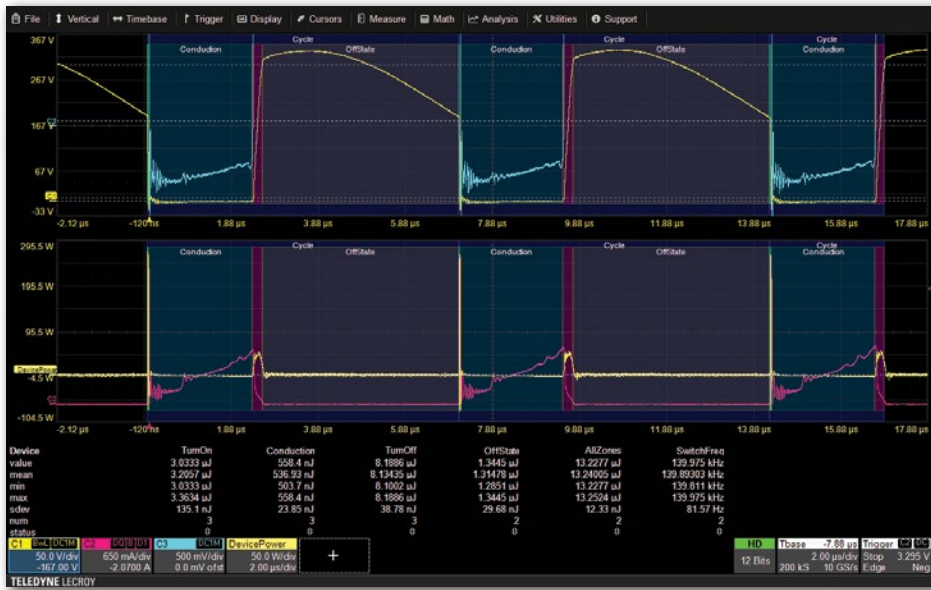 File Vertical Timebase Trigger Display Cursors Measure Math Analysis Utilities Support
367 V
Cycle Cycle Cycle
Conduction OffState Conduction OffState Conduction
267 V
C2
167 V
67 V
C1
-33 V
-2.12 µs -120 ns 1.88 µs 3.88 µs 5.88 µs 7.88 µs 9.88 µs 11.88 µs 13.88 µs 15.88 µs 17.88 µs
295.5 W
Cycle Cycle Cycle
Conduction OffState Conduction OffState Conduction
195.5 W
95.5 W
DevicePower
-4.5 W
C2
-104.5 W
-2.12 µs -120 ns 1.88 µs 3.88 µs 5.88 µs 7.88 µs 9.88 µs 11.88 µs 13.88 µs 15.88 µs 17.88 µs
Device TurnOn Conduction TurnOff OffState AllZones SwitchFreq
value 3.0333 µJ 558.4 nJ 8.1886 µJ 1.3445 µJ 13.2277 µJ 139.975 kHz
mean 3.2057 µJ 536.93 nJ 8.13435 µJ 1.31478 µJ 13.24005 µJ 139.89303 kHz
min 3.0333 µJ 503.7 nJ 8.1002 µJ 1.2851 µJ 13.2277 µJ 139.811 kHz
max 3.3634 µJ 558.4 nJ 8.1886 µJ 1.3445 µJ 13.2524 µJ 139.975 kHz
sdev 135.1 nJ 23.85 nJ 38.78 nJ 29.68 nJ 12.33 nJ 81.57 Hz
num 3 3 3 2 2 2
status 0 0 0 0 0 0
C1 BwL DC1M C2 DQ B D1 C3 DC1M DevicePower HD Tbase -7.88 µs Trigger C2 DC
50.0 V/div 650 mA/div 500 mV/div 50.0 W/div + 12 Bits 2.00 µs/div Stop 3.295 V
-167.00 V -2.0700 A 0.0 mV ofst 2.00 µs/div 200 kS 10 GS/s Edge Neg
TELEDYNE LECROY